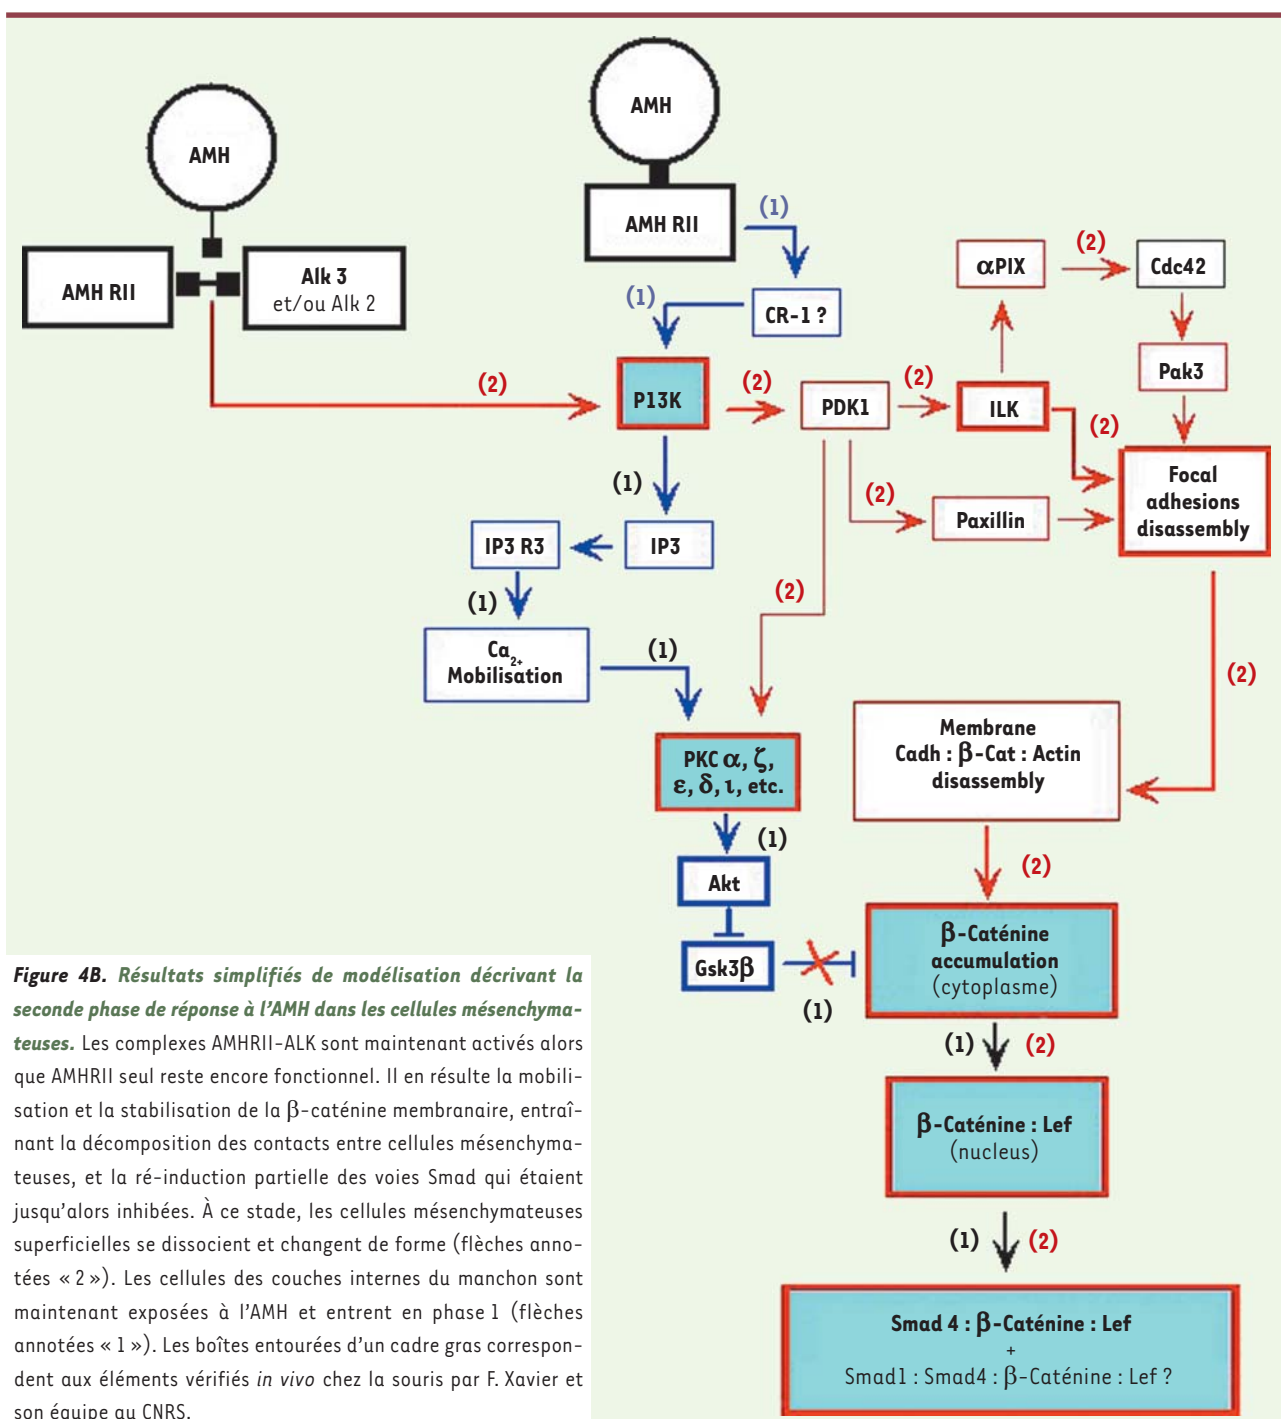 AMH
AMH
AMH RII
(1)
AMH RII
Alk 3
et/ou Alk 2
(1)
CR-1 ?
αPIX
(2)
Cdc42
(2)
P13K
(2)
PDK1
(2)
ILK
(2)
Pak3
(1)
(2)
Paxillin
Focal
adhesions
disassembly
IP3 R3
IP3
(1)
(2)
Ca2+
Mobilisation
(1)
(2)
PKC α, ζ,
ε, δ, ι, etc.
Membrane
Cadh : β-Cat : Actin
disassembly
(1)
(2)
Akt
Gsk3β
(1)
β-Caténine
accumulation
(cytoplasme)
(1)
(2)
β-Caténine : Lef
(nucleus)
(1)
(2)
Smad 4 : β-Caténine : Lef
+
Smad1 : Smad4 : β-Caténine : Lef ?
Figure 4B. Résultats simplifiés de modélisation décrivant la
seconde phase de réponse à l'AMH dans les cellules mésenchyma-
teuses. Les complexes AMHRII-ALK sont maintenant activés alors
que AMHRII seul reste encore fonctionnel. Il en résulte la mobili-
sation et la stabilisation de la β-caténine membranaire, entraî-
nant la décomposition des contacts entre cellules mésenchyma-
teuses, et la ré-induction partielle des voies Smad qui étaient
jusqu'alors inhibées. À ce stade, les cellules mésenchymateuses
superficielles se dissocient et changent de forme (flèches anno-
tées « 2 »). Les cellules des couches internes du manchon sont
maintenant exposées à l'AMH et entrent en phase 1 (flèches
annotées « 1 »). Les boîtes entourées d'un cadre gras correspon-
dent aux éléments vérifiés in vivo chez la souris par F. Xavier et
son équipe au CNRS.